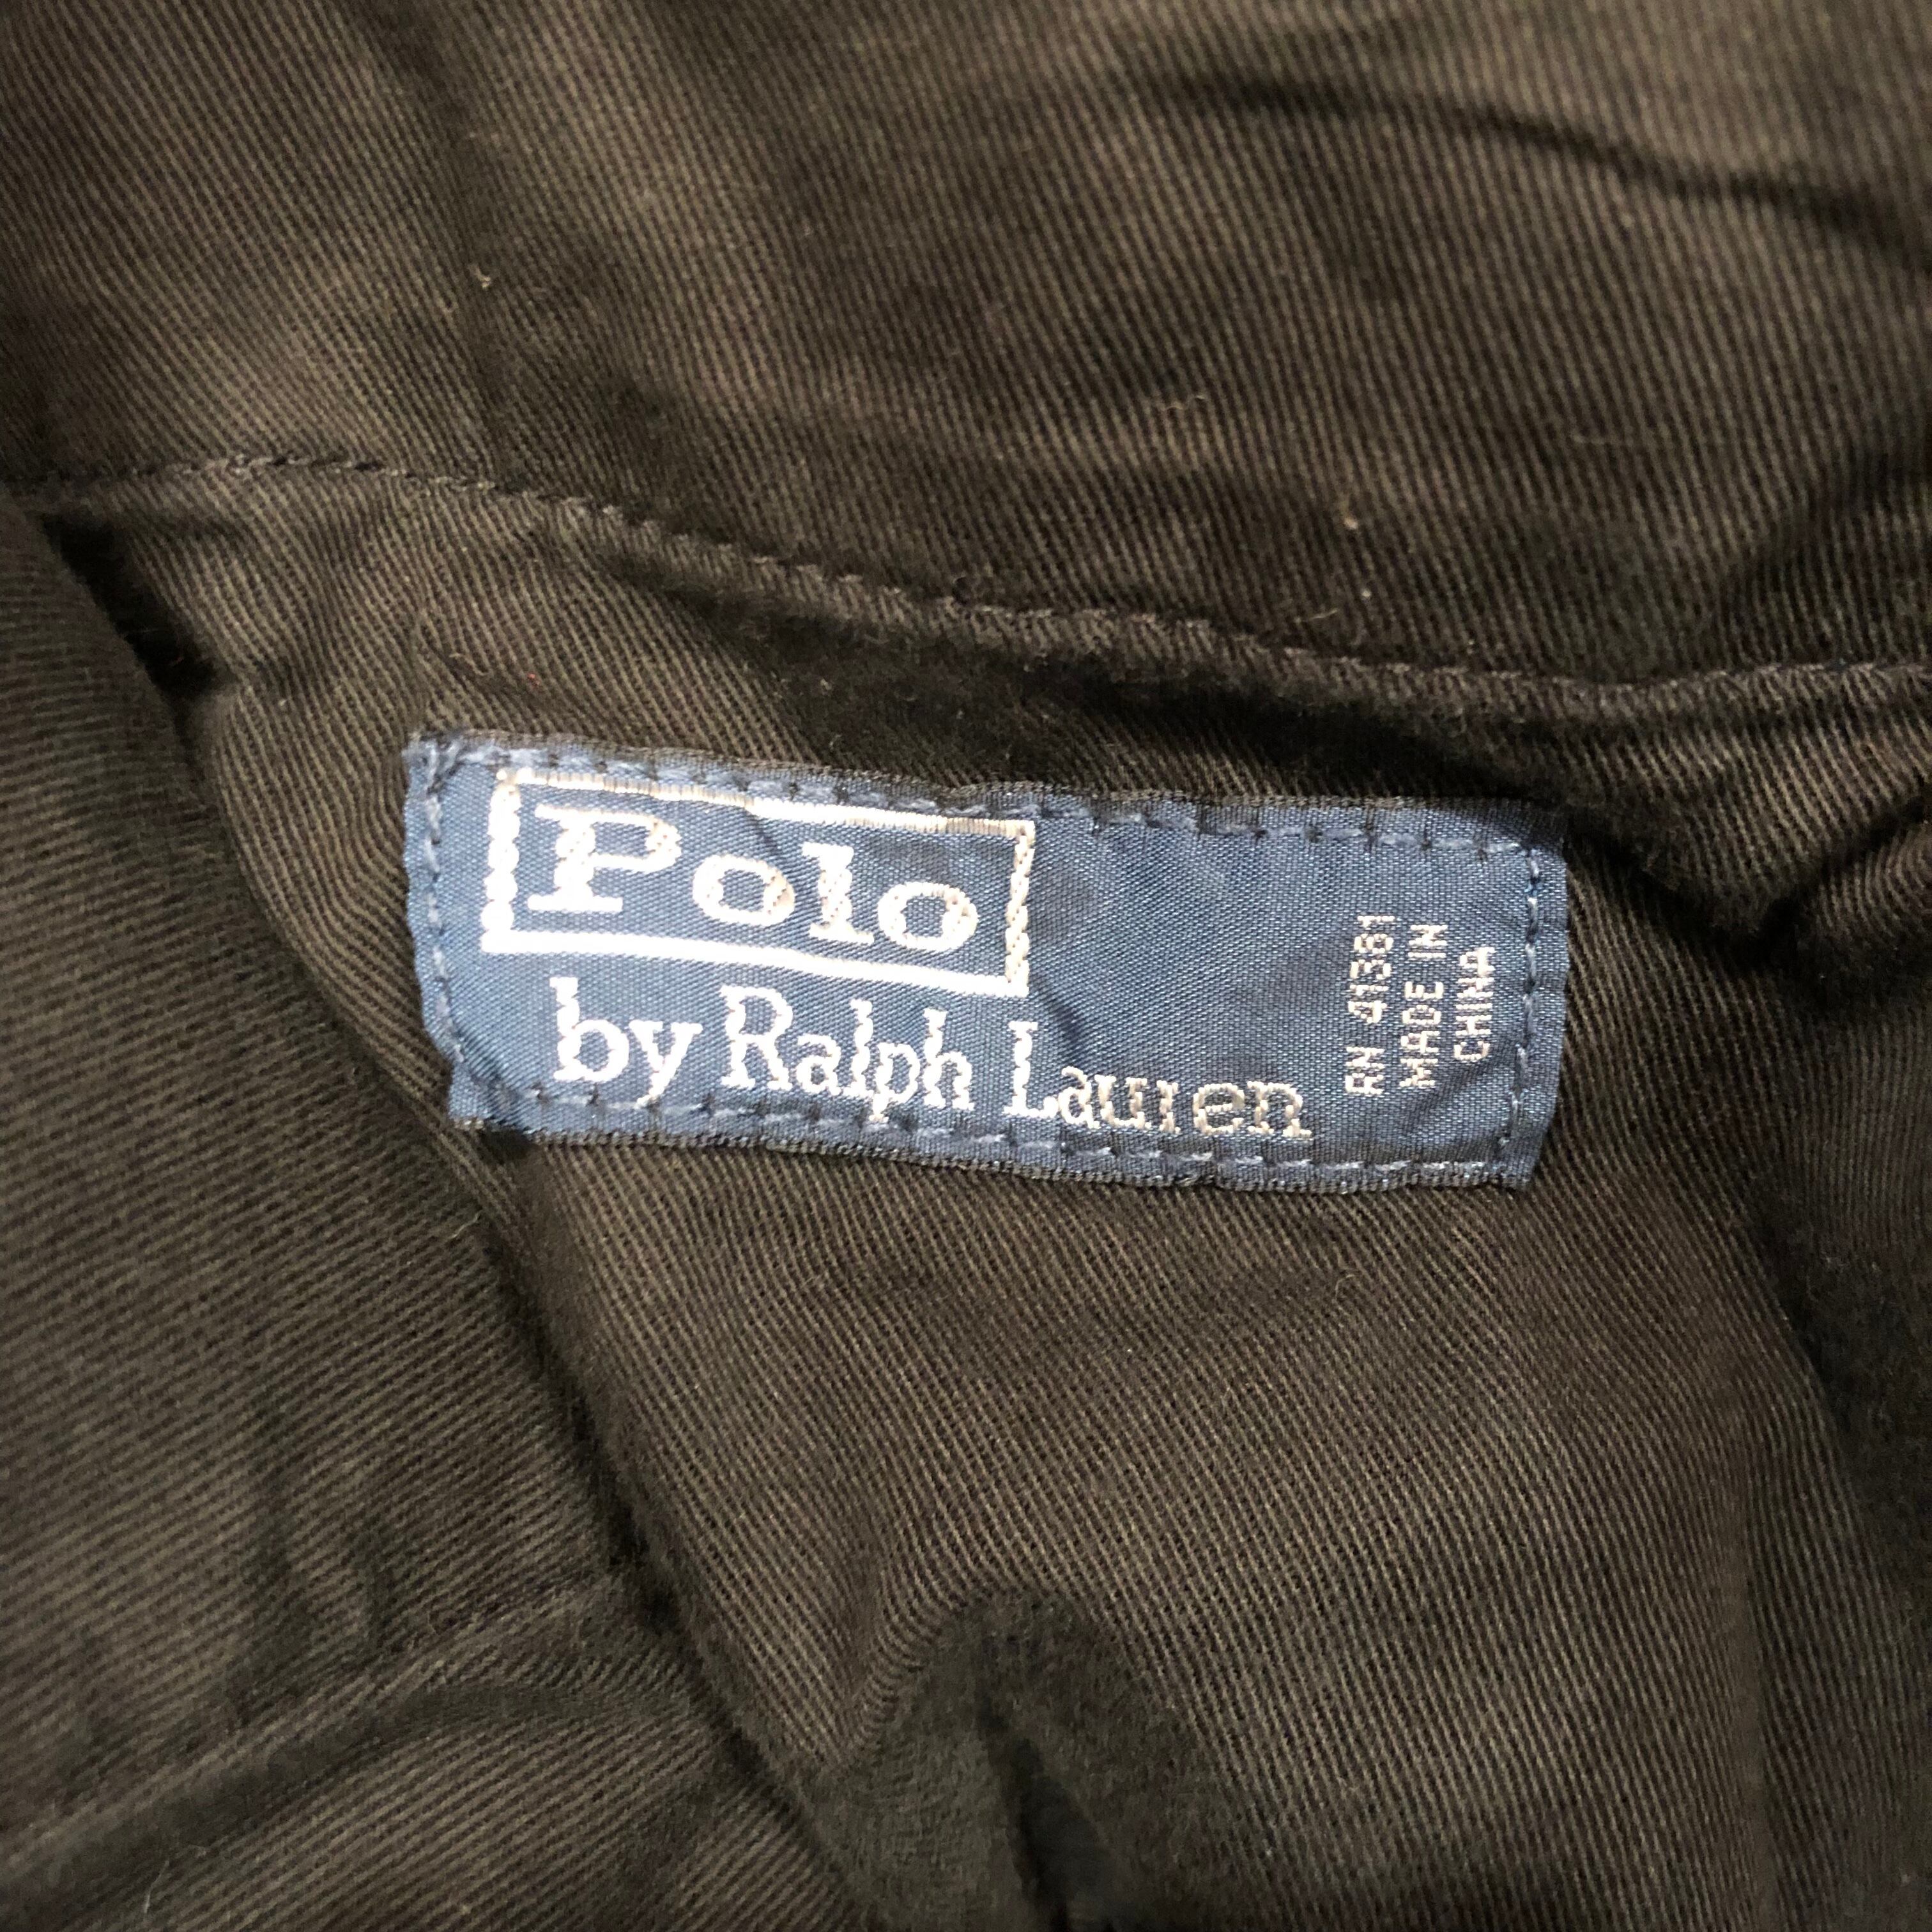 Polo
by Ralph Lauren
RN 41381
MADE IN
CHINA